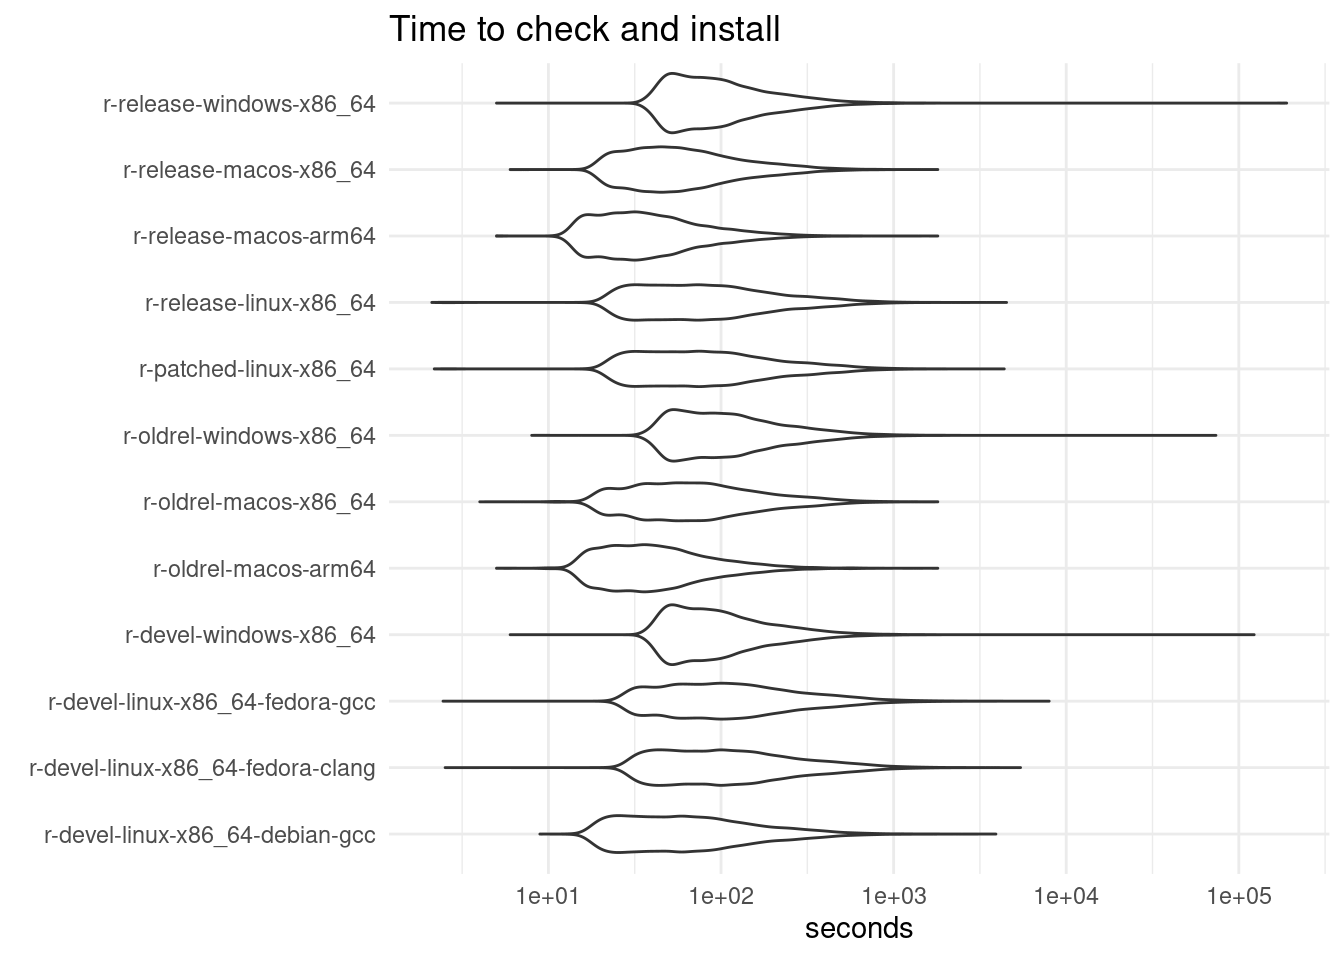 Time to check and install
r-release-windows-x86_64
r-release-macos-x86_64
r-release-macos-arm64
r-release-linux-x86_64
r-patched-linux-x86_64
r-oldrel-windows-x86_64
r-oldrel-macos-x86_64
r-oldrel-macos-arm64
r-devel-windows-x86_64
r-devel-linux-x86_64-fedora-gcc
r-devel-linux-x86_64-fedora-clang
r-devel-linux-x86_64-debian-gcc
1e+01 1e+02 1e+03 1e+04 1e+05
seconds